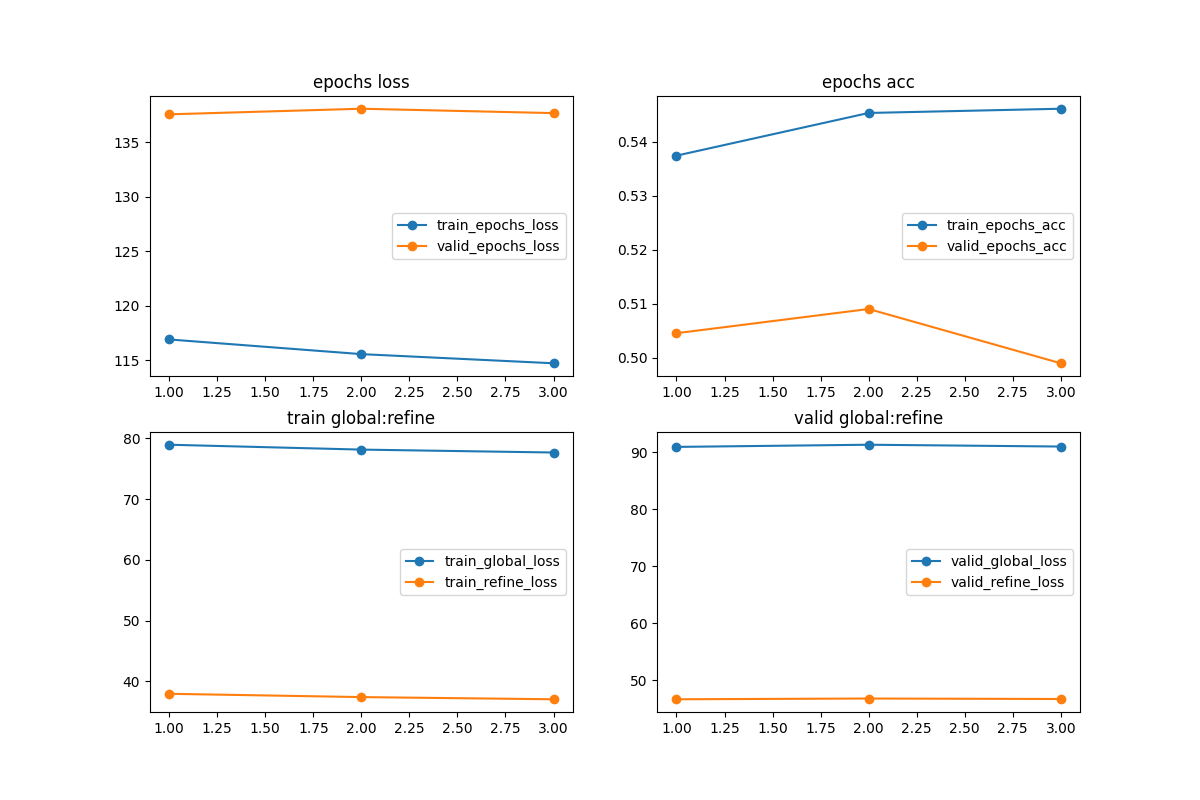 epochs loss
135
130
125
120
115
train_epochs_loss
valid_epochs_loss
1.00 1.25 1.50 1.75 2.00 2.25 2.50 2.75 3.00
epochs acc
0.54
0.53
0.52
0.51
0.50
train_epochs_acc
valid_epochs_acc
1.00 1.25 1.50 1.75 2.00 2.25 2.50 2.75 3.00
train global:refine
80
70
60
50
40
train_global_loss
train_refine_loss
1.00 1.25 1.50 1.75 2.00 2.25 2.50 2.75 3.00
valid global:refine
90
80
70
60
50
valid_global_loss
valid_refine_loss
1.00 1.25 1.50 1.75 2.00 2.25 2.50 2.75 3.00